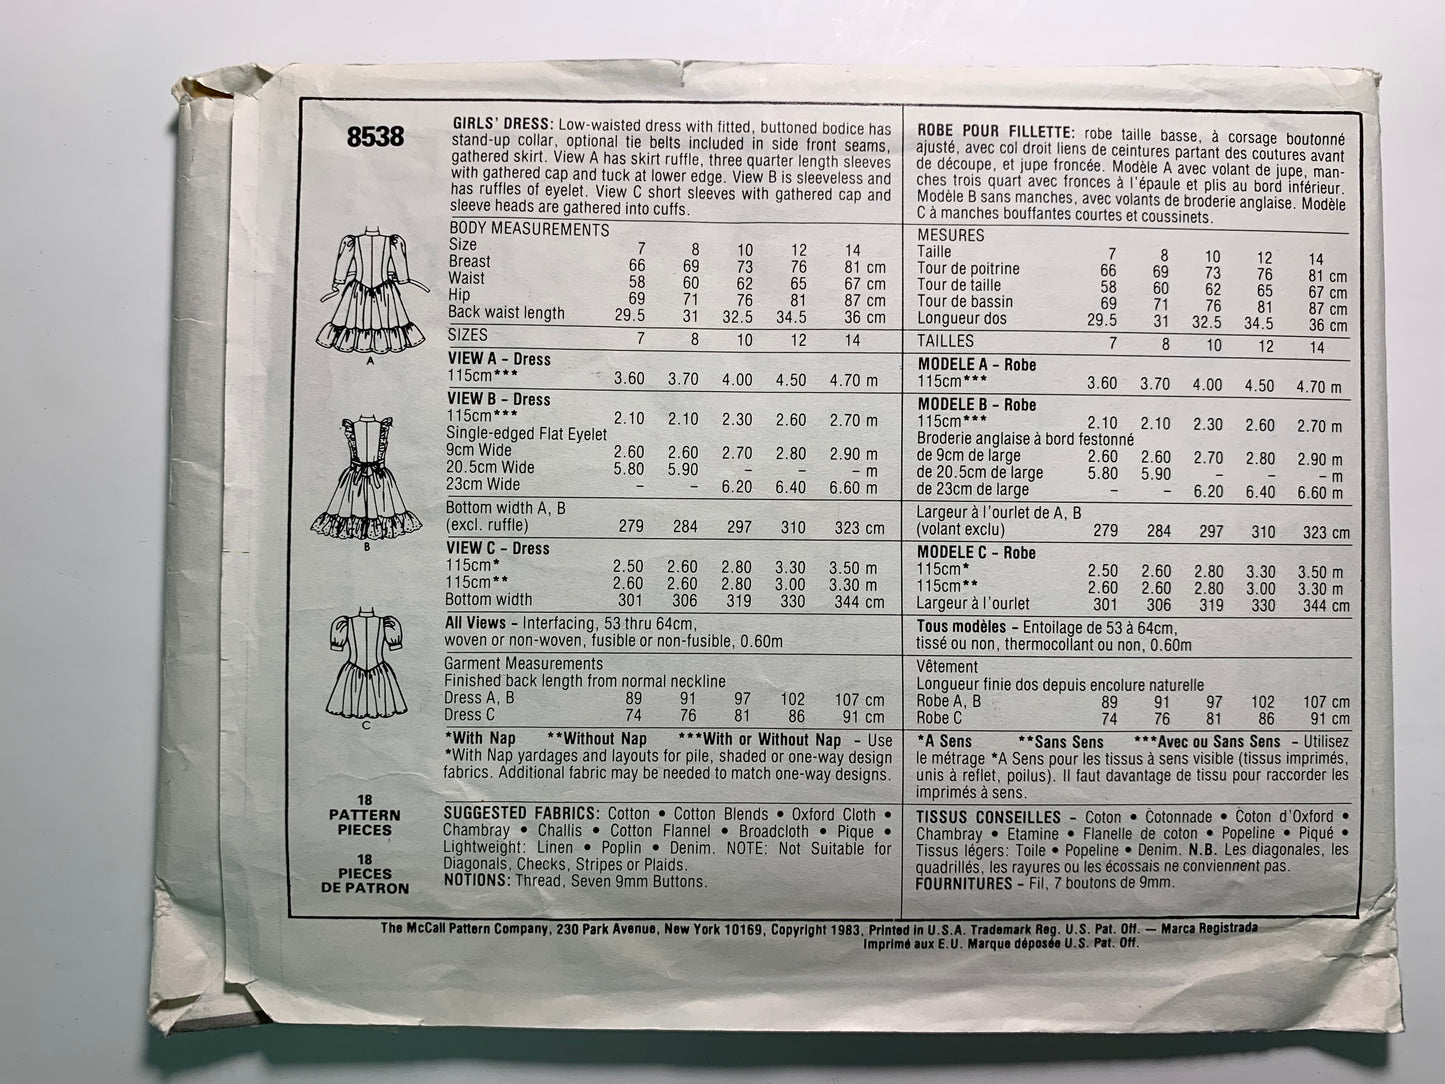 8538
A
B
C
18
PATTERN
PIECES
18
PIECES
DE PATRON
GIRLS' DRESS: Low-waisted dress with fitted, buttoned bodice has
stand-up collar, optional tie belts included in side front seams,
gathered skirt. View A has skirt ruffle, three quarter length sleeves
with gathered cap and tuck at lower edge. View B is sleeveless and
has ruffles of eyelet. View C short sleeves with gathered cap and
sleeve heads are gathered into cuffs.
BODY MEASUREMENTS
Size 7 8 10 12 14
Breast 66 69 73 76 81 cm
Waist 58 60 62 65 67 cm
Hip 69 71 76 81 87 cm
Back waist length 29.5 31 32.5 34.5 36 cm
SIZES 7 8 10 12 14
VIEW A - Dress
115cm*** 3.60 3.70 4.00 4.50 4.70 m
VIEW B - Dress
115cm*** 2.10 2.10 2.30 2.60 2.70 m
Single-edged Flat Eyelet
9cm Wide 2.60 2.60 2.70 2.80 2.90 m
20.5cm Wide 5.80 5.90 – – – m
23cm Wide – – 6.20 6.40 6.60 m
Bottom width A, B
(excl. ruffle) 279 284 297 310 323 cm
VIEW C - Dress
115cm* 2.50 2.60 2.80 3.30 3.50 m
115cm** 2.60 2.60 2.80 3.00 3.30 m
Bottom width 301 306 319 330 344 cm
All Views - Interfacing, 53 thru 64cm,
woven or non-woven, fusible or non-fusible, 0.60m
Garment Measurements
Finished back length from normal neckline
Dress A, B 89 91 97 102 107 cm
Dress C 74 76 81 86 91 cm
*With Nap **Without Nap ***With or Without Nap - Use
*With Nap yardages and layouts for pile, shaded or one-way design
fabrics. Additional fabric may be needed to match one-way designs.
SUGGESTED FABRICS: Cotton • Cotton Blends • Oxford Cloth •
Chambray • Challis • Cotton Flannel • Broadcloth • Pique •
Lightweight: Linen • Poplin • Denim. NOTE: Not Suitable for
Diagonals, Checks, Stripes or Plaids.
NOTIONS: Thread, Seven 9mm Buttons.
ROBE POUR FILLETTE: robe taille basse, à corsage boutonné
ajusté, avec col droit liens de ceintures partant des coutures avant
de découpe, et jupe froncée. Modèle A avec volant de jupe, man-
ches trois quart avec fronces à l'épaule et plis au bord inférieur.
Modèle B sans manches, avec volants de broderie anglaise. Modèle
C à manches bouffantes courtes et coussinets.
MESURES
Taille 7 8 10 12 14
Tour de poitrine 66 69 73 76 81 cm
Tour de taille 58 60 62 65 67 cm
Tour de bassin 69 71 76 81 87 cm
Longueur dos 29.5 31 32.5 34.5 36 cm
TAILLES 7 8 10 12 14
MODELE A - Robe
115cm*** 3.60 3.70 4.00 4.50 4.70 m
MODELE B - Robe
115cm*** 2.10 2.10 2.30 2.60 2.70 m
Broderie anglaise à bord festonné
de 9cm de large 2.60 2.60 2.70 2.80 2.90 m
de 20.5cm de large 5.80 5.90 – – – m
de 23cm de large – – 6.20 6.40 6.60 m
Largeur à l'ourlet de A, B
(volant exclu) 279 284 297 310 323 cm
MODELE C - Robe
115cm* 2.50 2.60 2.80 3.30 3.50 m
115cm** 2.60 2.60 2.80 3.00 3.30 m
Largeur à l'ourlet 301 306 319 330 344 cm
Tous modèles - Entoilage de 53 à 64cm,
tissé ou non, thermocollant ou non, 0.60m
Vêtement
Longueur finie dos depuis encolure naturelle
Robe A, B 89 91 97 102 107 cm
Robe C 74 76 81 86 91 cm
*A Sens **Sans Sens ***Avec ou Sans Sens - Utilisez
le métrage *A Sens pour les tissus à sens visible (tissus imprimés,
unis à reflet, poilus). Il faut davantage de tissu pour raccorder les
imprimés à sens.
TISSUS CONSEILLES - Coton • Cotonnade • Coton d'Oxford •
Chambray • Etamine • Flanelle de coton • Popeline • Piqué •
Tissus légers: Toile • Popeline • Denim. N.B. Les diagonales, les
quadrillés, les rayures ou les écossais ne conviennent pas.
FOURNITURES - Fil, 7 boutons de 9mm.
The McCall Pattern Company, 230 Park Avenue, New York 10169, Copyright 1983, Printed in U.S.A. Trademark Reg. U.S. Pat. Off. — Marca Registrada
Imprimé aux E.U. Marque déposée U.S. Pat. Off.